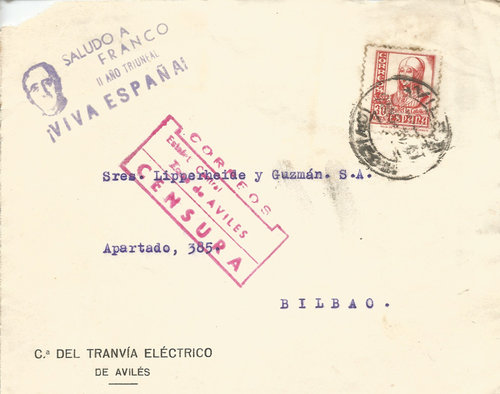 SALUDO A
FRANCO
II AÑO TRIUNFAL
¡VIVA ESPAÑA!
CORREOS
AVILES
CENSURA
Sres. Lipperheide y Guzmán. S.A.
Apartado, 385.
BILBAO.
C.ª DEL TRANVÍA ELÉCTRICO
DE AVILÉS